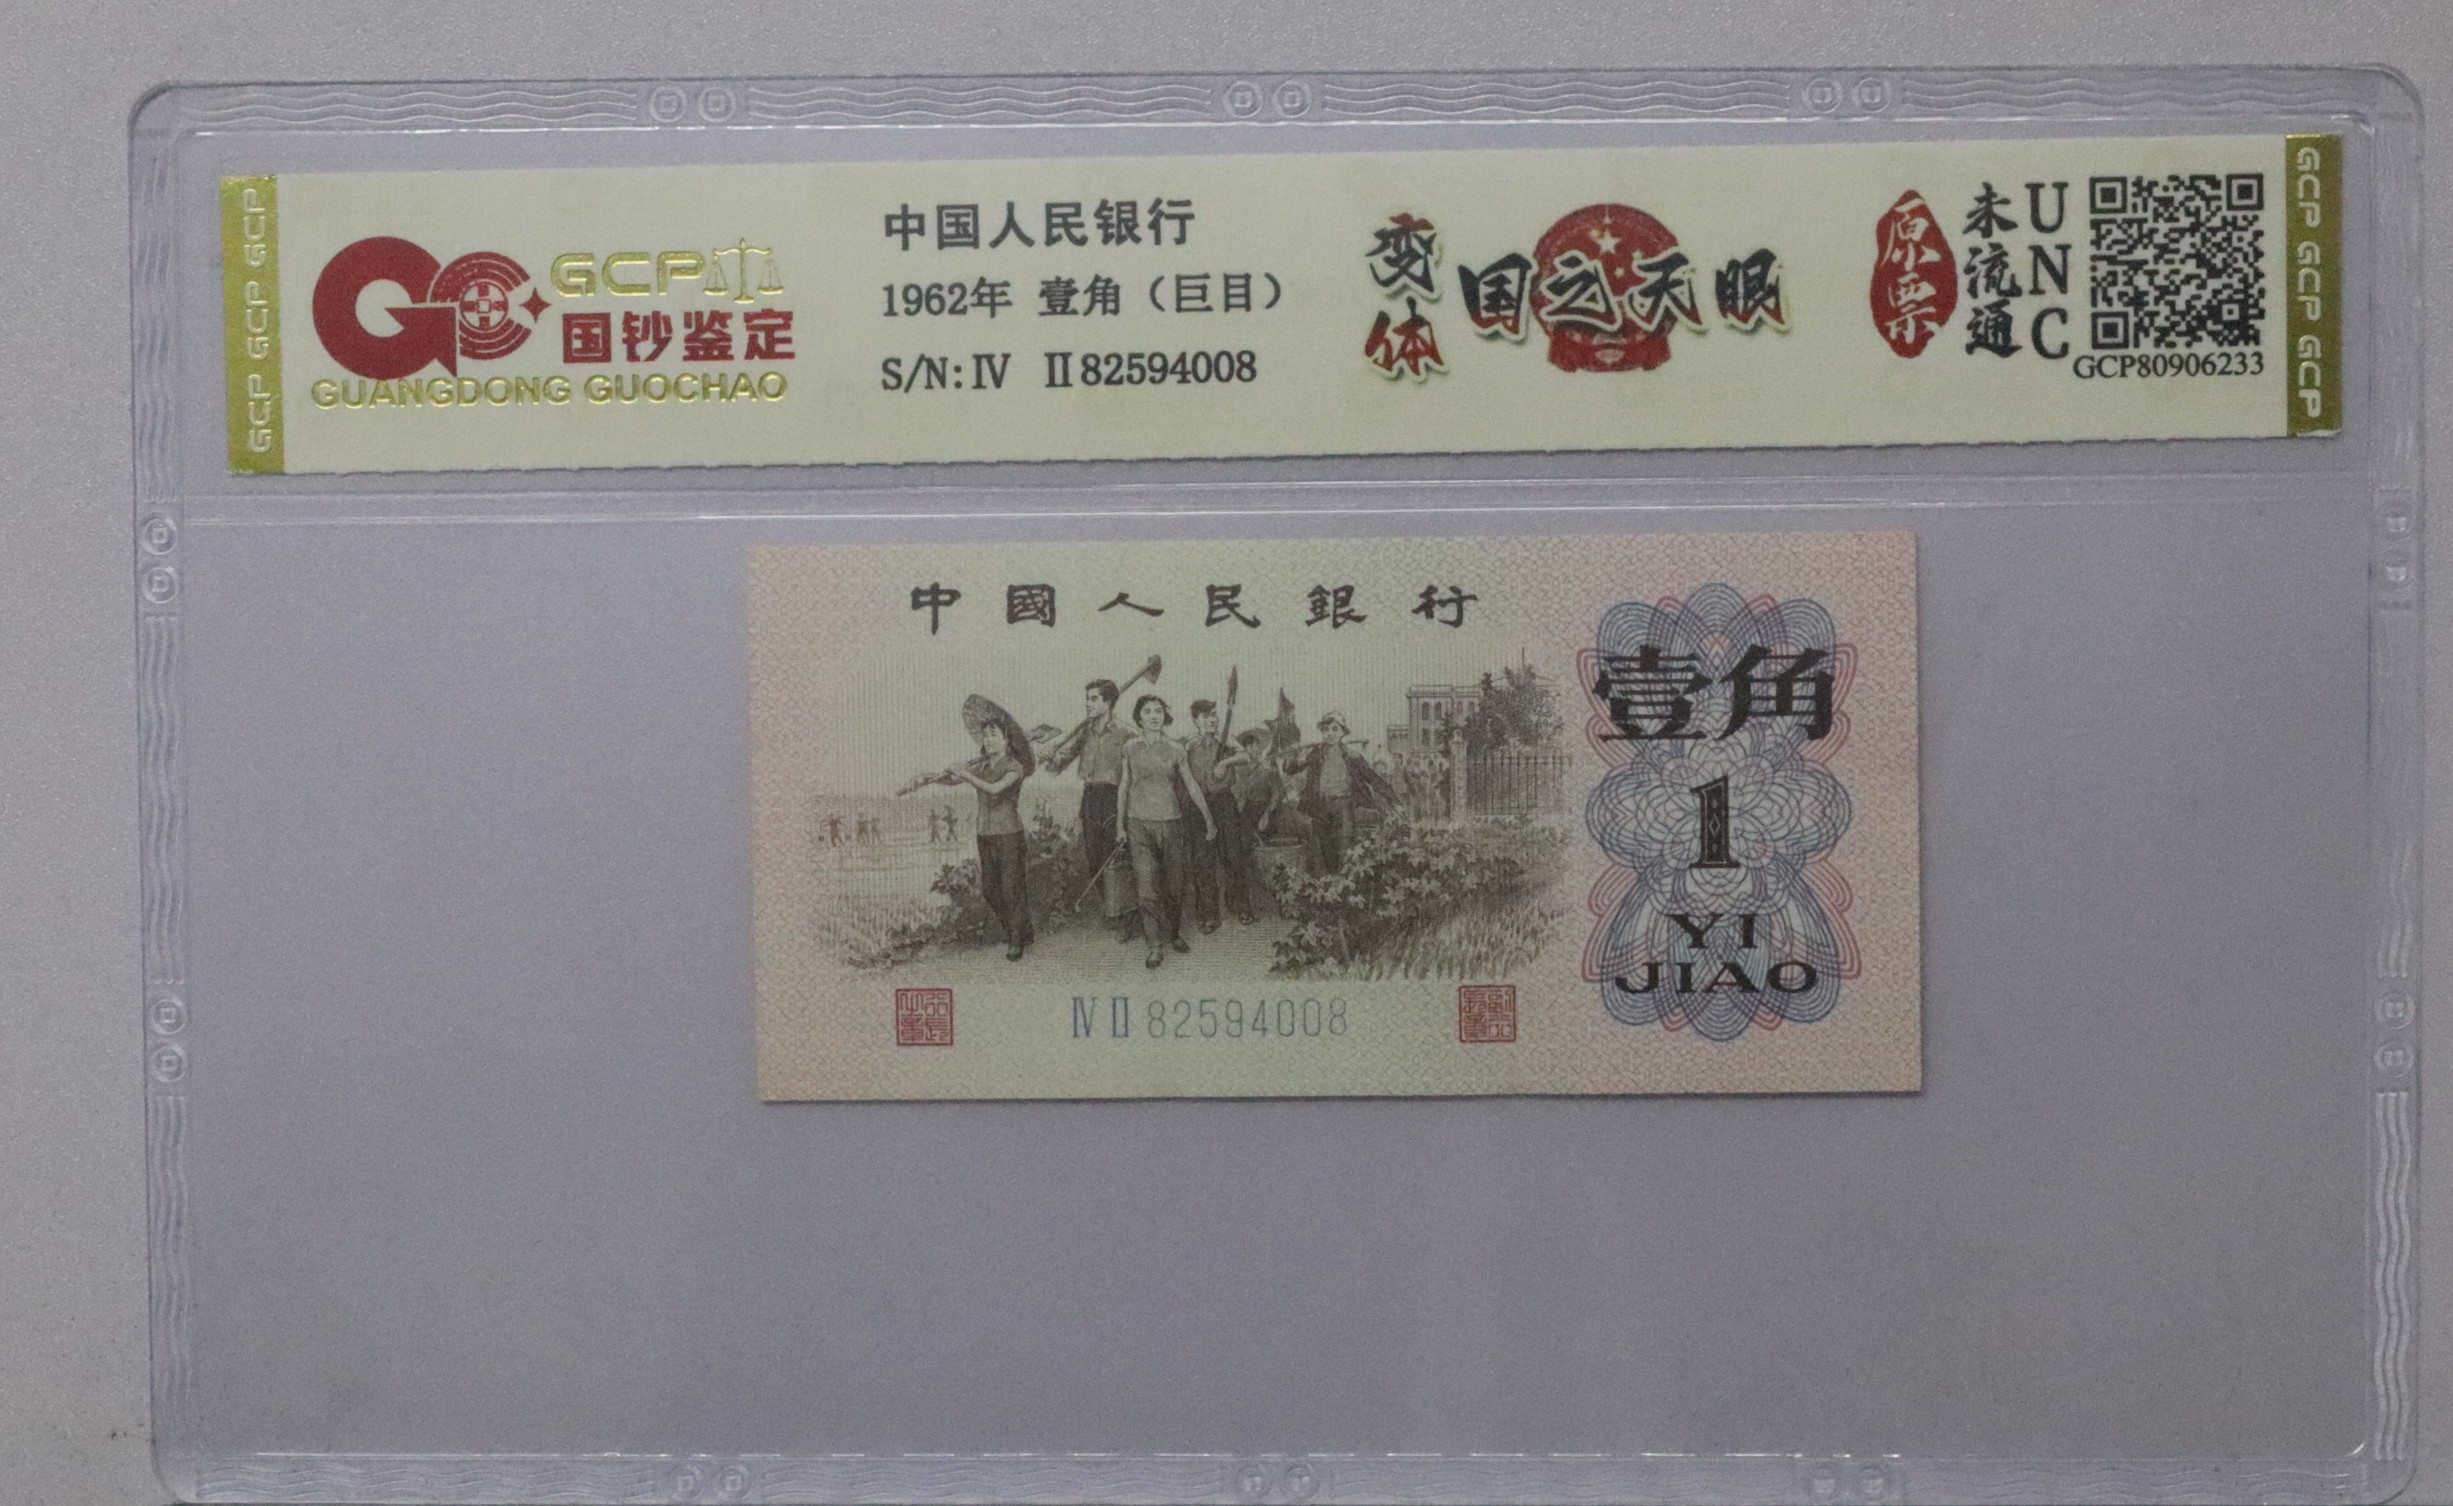 GCP GCP GCP
GCP
国钞鉴定
GUANGDONG GUOCHAO
中国人民银行
1962年 壹角（巨目）
S/N: Ⅳ Ⅱ82594008
变体
国之天眼
原票
未流通
UNC
GCP80906233
GCP GCP GCP
中國人民銀行
壹角
1
YI
JIAO
Ⅳ Ⅱ 82594008